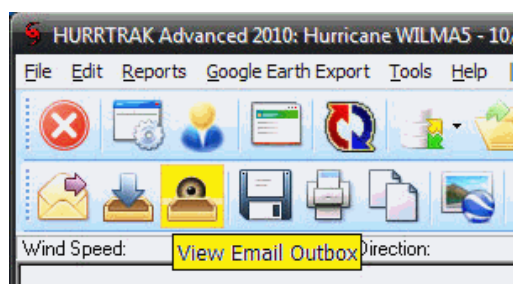 HURRTRAK Advanced 2010: Hurricane WILMA5 - 10/
File Edit Reports Google Earth Export Tools Help
Wind Speed: View Email Outbox Direction: